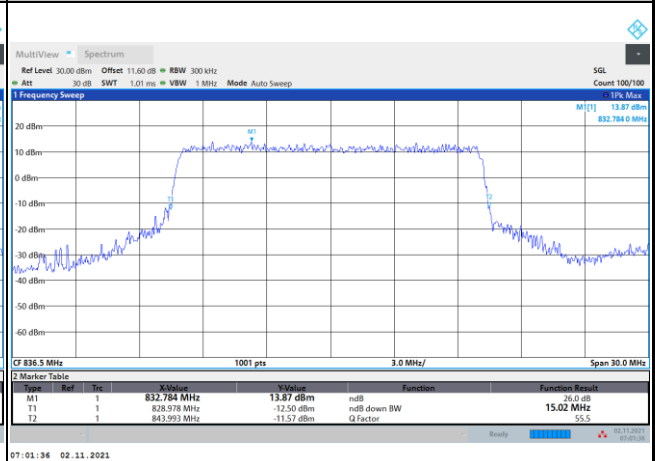 MultiView Spectrum
Ref Level 30.00 dBm Offset 11.60 dB RBW 300 kHz SGL
Att 30 dB SWT 1.01 ms VBW 1 MHz Mode Auto Sweep Count 100/100
1 Frequency Sweep 1Pk Max
M1[1] 13.87 dBm
832.784 0 MHz
M1
20 dBm
10 dBm
0 dBm
T1 T2
-10 dBm
-20 dBm
-30 dBm
-40 dBm
-50 dBm
-60 dBm
CF 836.5 MHz 1001 pts 3.0 MHz/ Span 30.0 MHz
2 Marker Table
Type Ref Trc X-Value Y-Value Function Function Result
M1 1 832.784 MHz 13.87 dBm ndB 26.0 dB
T1 1 828.978 MHz -12.50 dBm ndB down BW 15.02 MHz
T2 1 843.993 MHz -11.57 dBm Q Factor 55.5
Ready 02.11.2021
07:01:36
07:01:36 02.11.2021